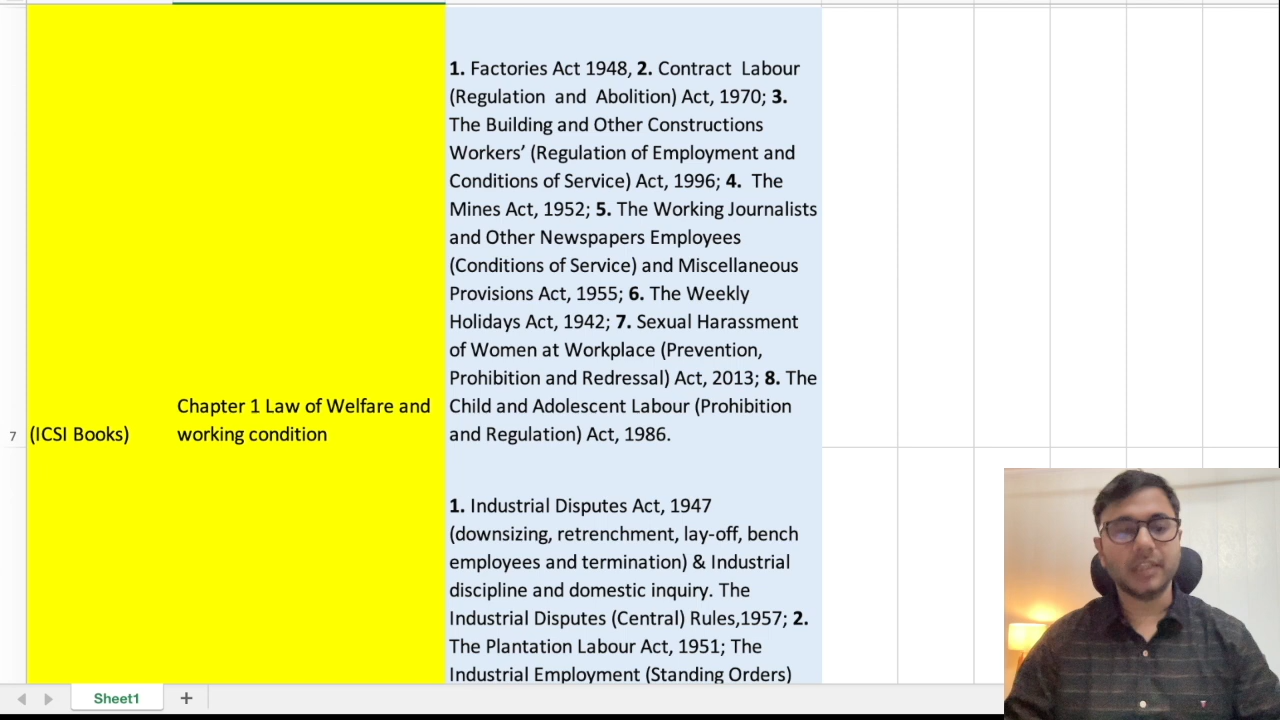 1. Factories Act 1948, 2. Contract Labour
(Regulation and Abolition) Act, 1970; 3.
The Building and Other Constructions
Workers’ (Regulation of Employment and
Conditions of Service) Act, 1996; 4. The
Mines Act, 1952; 5. The Working Journalists
and Other Newspapers Employees
(Conditions of Service) and Miscellaneous
Provisions Act, 1955; 6. The Weekly
Holidays Act, 1942; 7. Sexual Harassment
of Women at Workplace (Prevention,
Prohibition and Redressal) Act, 2013; 8. The
Child and Adolescent Labour (Prohibition
and Regulation) Act, 1986.
7
(ICSI Books)
Chapter 1 Law of Welfare and
working condition
1. Industrial Disputes Act, 1947
(downsizing, retrenchment, lay-off, bench
employees and termination) & Industrial
discipline and domestic inquiry. The
Industrial Disputes (Central) Rules,1957; 2.
The Plantation Labour Act, 1951; The
Industrial Employment (Standing Orders)
Sheet1